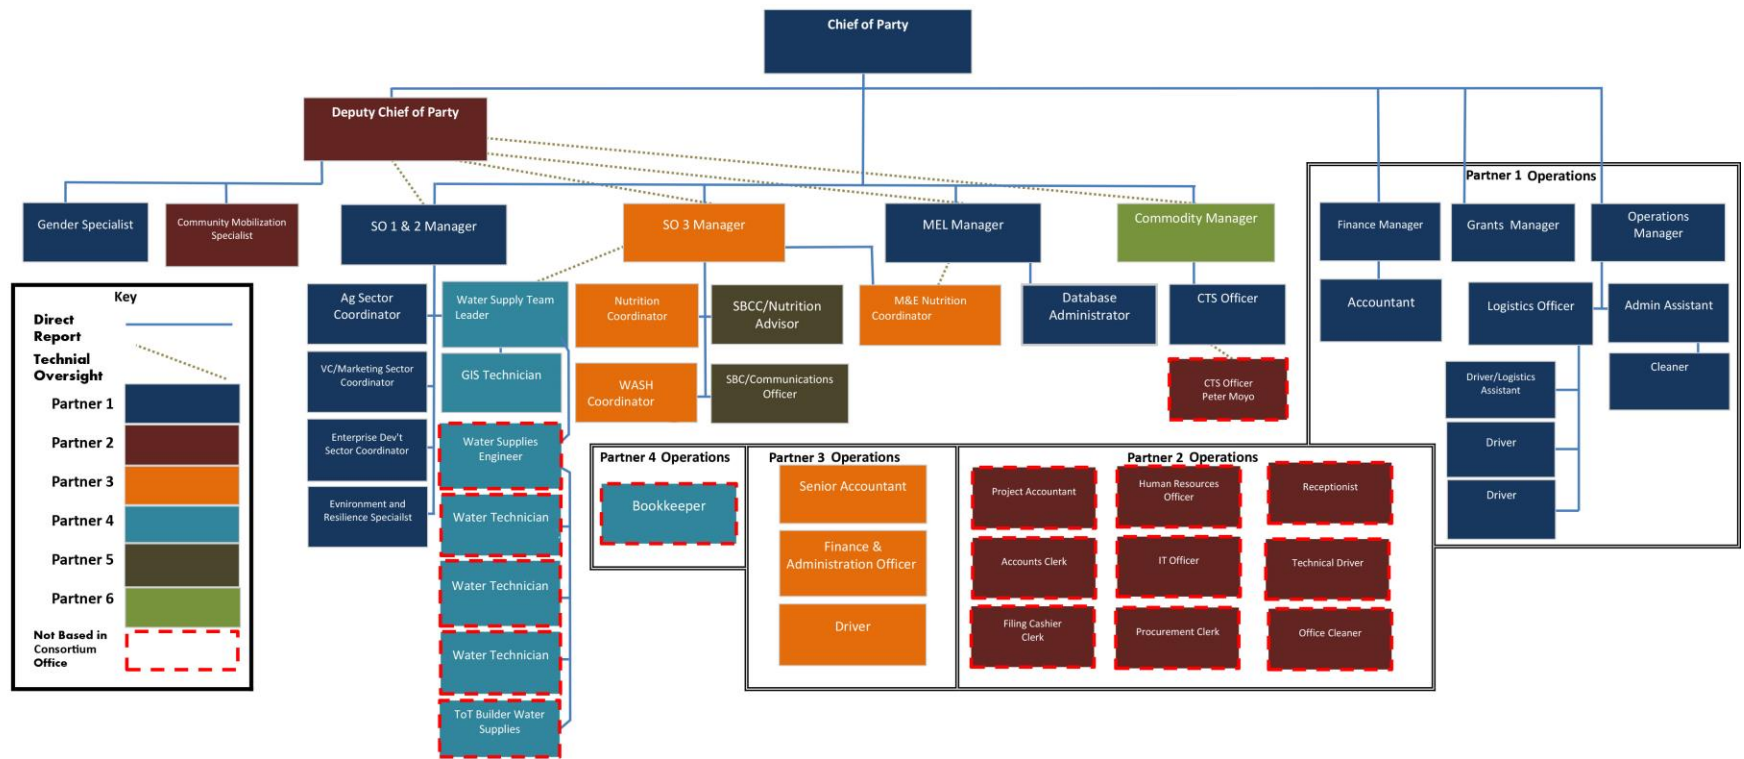 Chief of Party
Deputy Chief of Party
Partner 1 Operations
Gender Specialist
Community Mobilization
Specialist
SO 1 & 2 Manager
SO 3 Manager
MEL Manager
Commodity Manager
Finance Manager
Grants Manager
Operations
Manager
Key
Direct
Report
Technial
Oversight
Partner 1
Partner 2
Partner 3
Partner 4
Partner 5
Partner 6
Not Based in
Consortium
Office
Ag Sector
Coordinator
VC/Marketing Sector
Coordinator
Enterprise Dev't
Sector Coordinator
Evnironment and
Resilience Speciailst
Water Supply Team
Leader
GIS Technician
Water Supplies
Engineer
Water Technician
Water Technician
Water Technician
ToT Builder Water
Supplies
Nutrition
Coordinator
WASH
Coordinator
SBCC/Nutrition
Advisor
SBC/Communications
Officer
M&E Nutrition
Coordinator
Database
Administrator
CTS Officer
CTS Officer
Peter Moyo
Accountant
Logistics Officer
Admin Assistant
Cleaner
Driver/Logistics
Assistant
Driver
Driver
Partner 4 Operations
Bookkeeper
Partner 3 Operations
Senior Accountant
Finance &
Administration Officer
Driver
Partner 2 Operations
Project Accountant
Human Resources
Officer
Receptionist
Accounts Clerk
IT Officer
Technical Driver
Filing Cashier
Clerk
Procurement Clerk
Office Cleaner